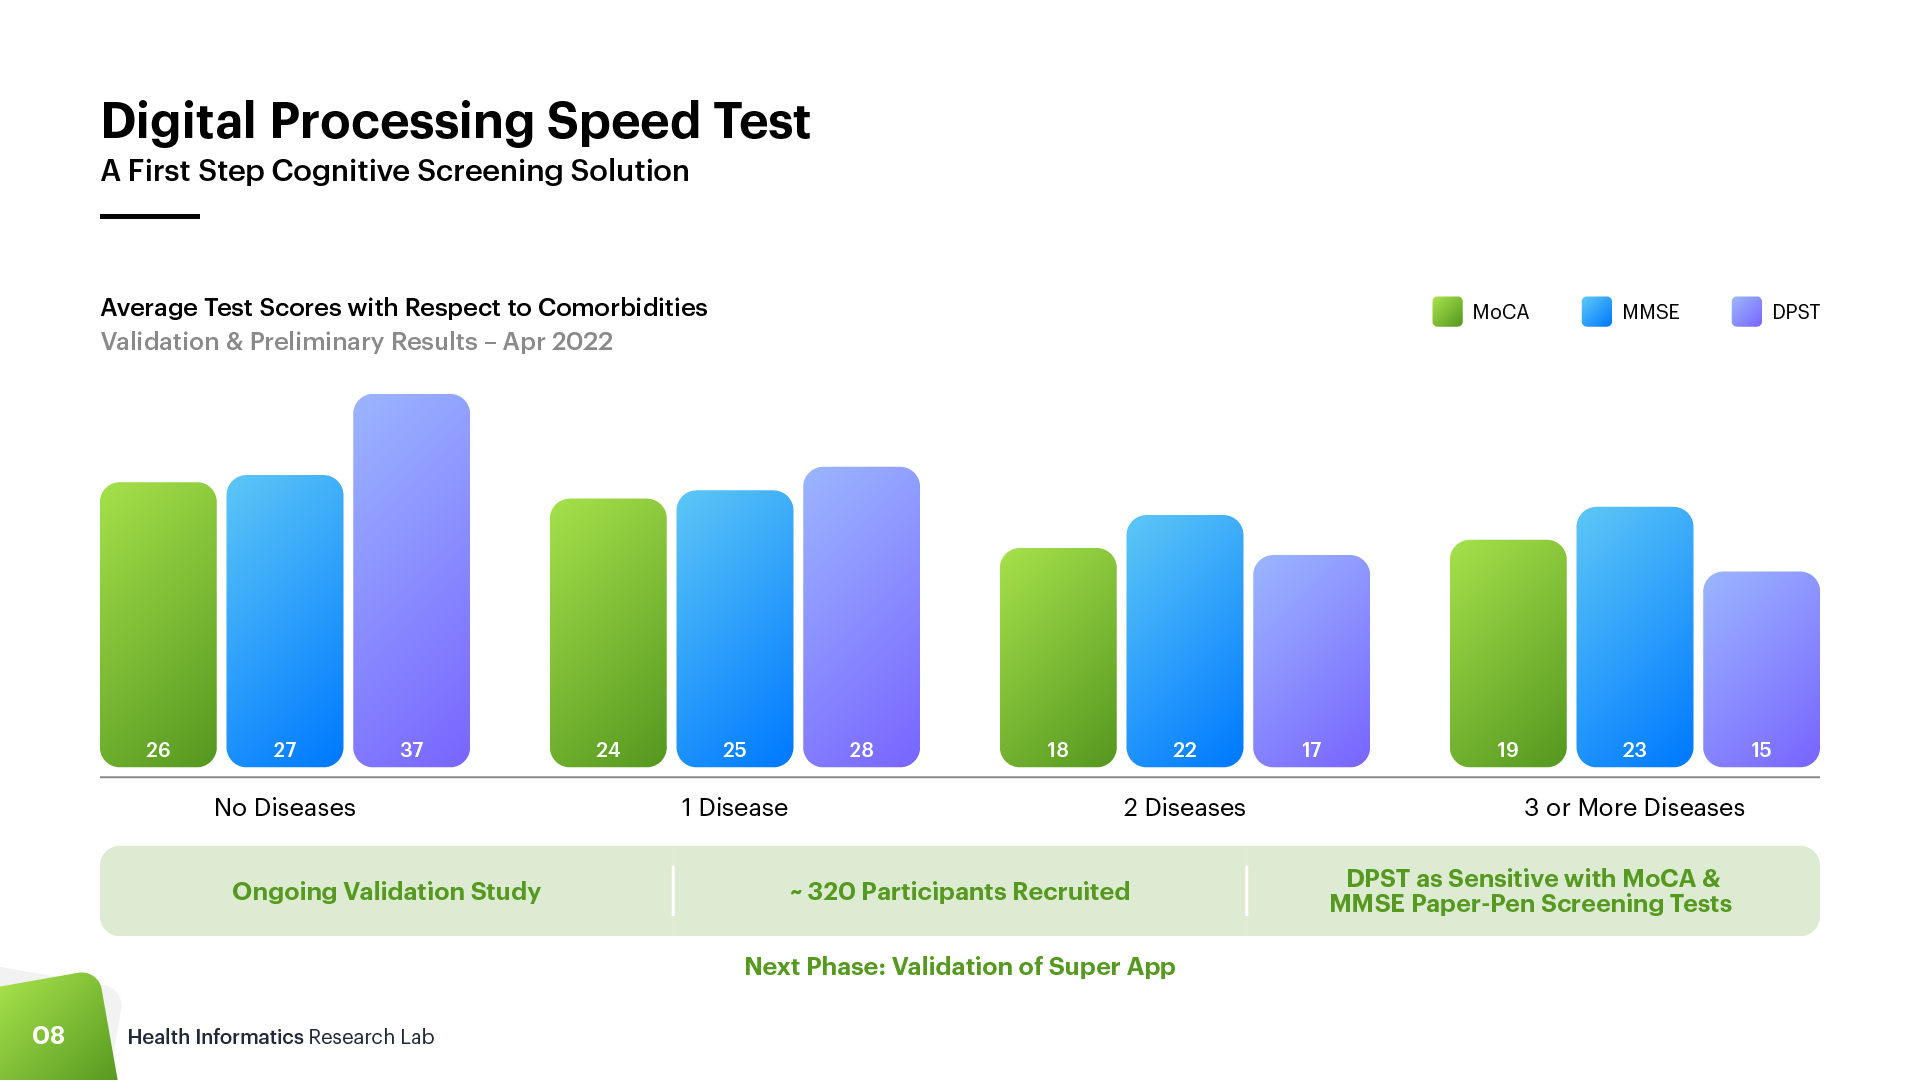 Digital Processing Speed Test
A First Step Cognitive Screening Solution
Average Test Scores with Respect to Comorbidities
Validation & Preliminary Results – Apr 2022
MoCA
MMSE
DPST
26
27
37
24
25
28
18
22
17
19
23
15
No Diseases
1 Disease
2 Diseases
3 or More Diseases
Ongoing Validation Study
~ 320 Participants Recruited
DPST as Sensitive with MoCA &
MMSE Paper-Pen Screening Tests
Next Phase: Validation of Super App
08
Health Informatics Research Lab